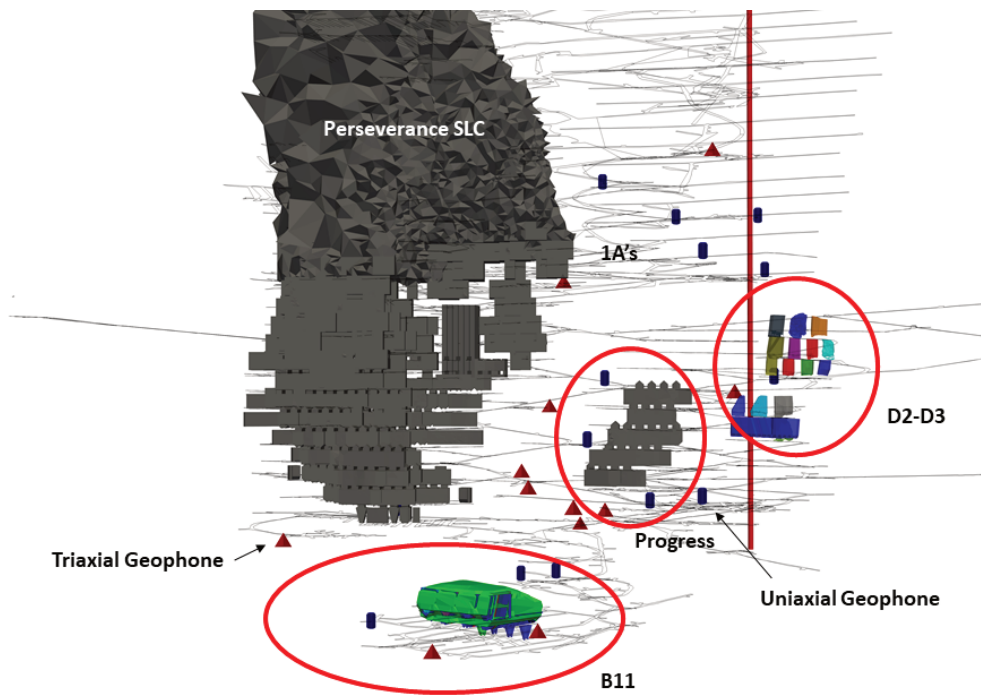 Perseverance SLC
1A's
D2-D3
Progress
Triaxial Geophone
Uniaxial Geophone
B11